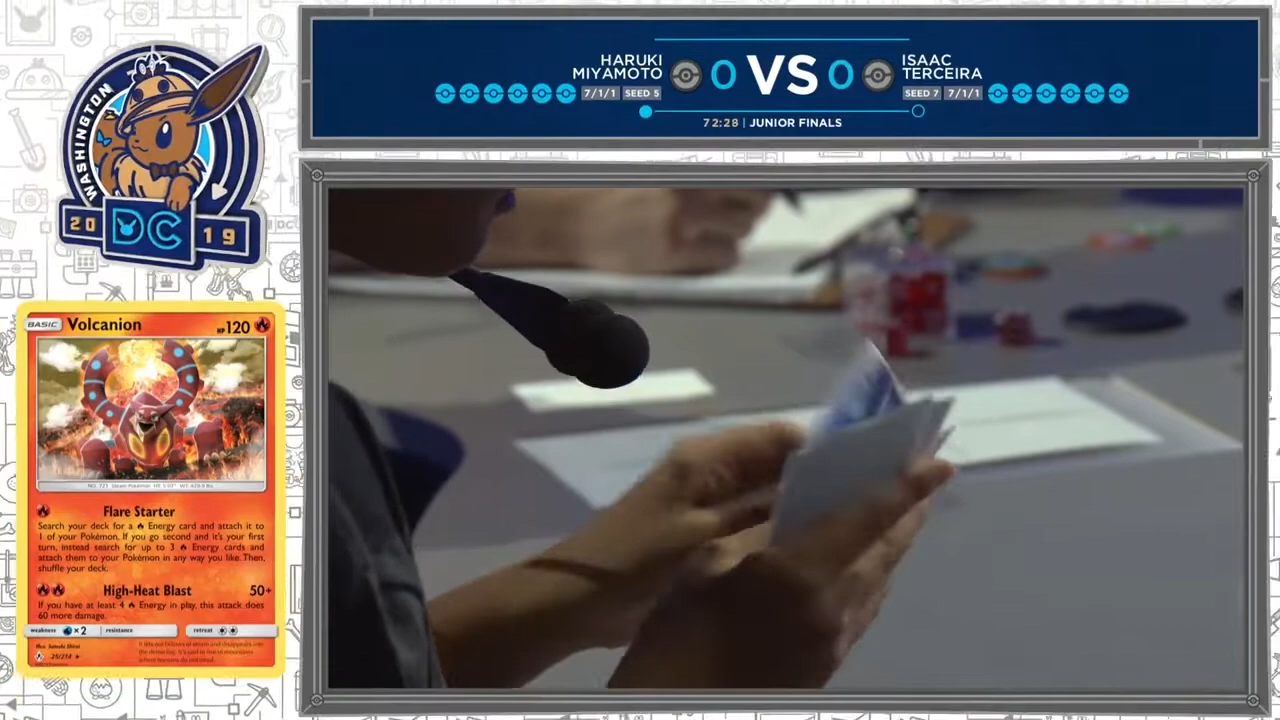 WASHINGTON
20 DC 19
HARUKI
MIYAMOTO
0 VS 0
ISAAC
TERCEIRA
7/1/1 SEED 5
SEED 7 7/1/1
72:28 | JUNIOR FINALS
BASIC Volcanion HP120
Flare Starter
Search your deck for a Energy card and attach it to
1 of your Pokémon. If you go second and it's your first
turn, instead search for up to 3 Energy cards and
attach them to your Pokémon in any way you like. Then,
shuffle your deck.
High-Heat Blast 50+
If you have at least 4 Energy in play, this attack does
60 more damage.
weakness ×2 resistance retreat
25/214